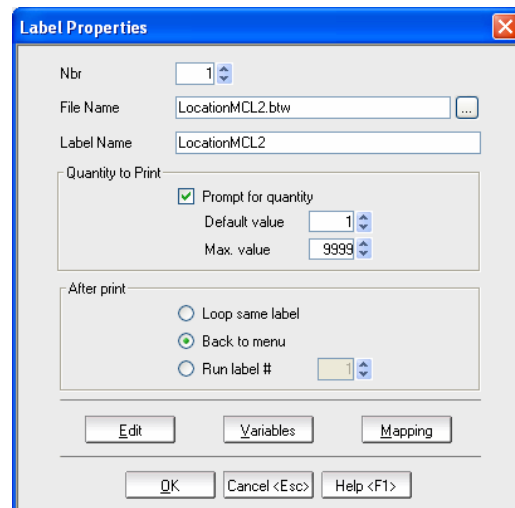 Label Properties
Nbr 1
File Name LocationMCL2.btw ...
Label Name LocationMCL2
Quantity to Print
Prompt for quantity
Default value 1
Max. value 9999
After print
Loop same label
Back to menu
Run label # 1
Edit Variables Mapping
OK Cancel <Esc> Help <F1>